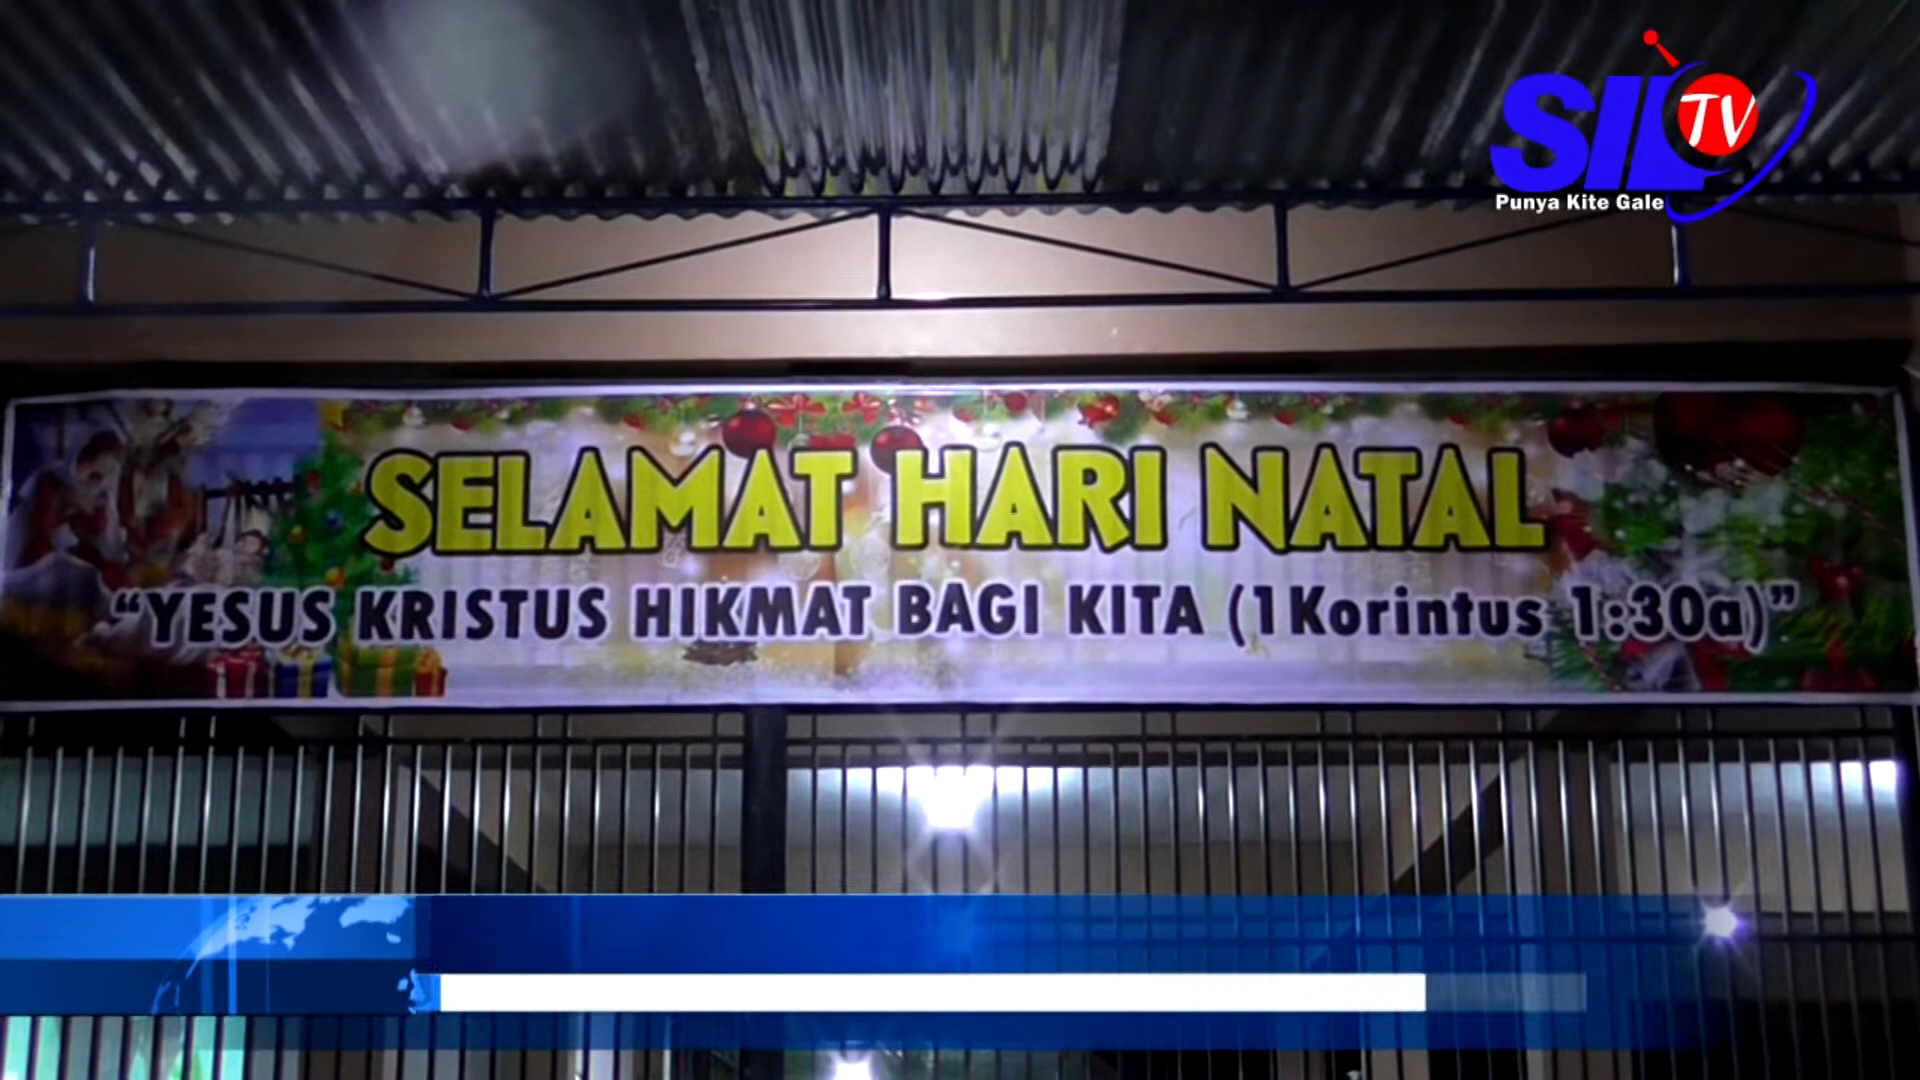 SIL TV
Punya Kite Gale
SELAMAT HARI NATAL
“YESUS KRISTUS HIKMAT BAGI KITA (1Korintus 1:30a)”